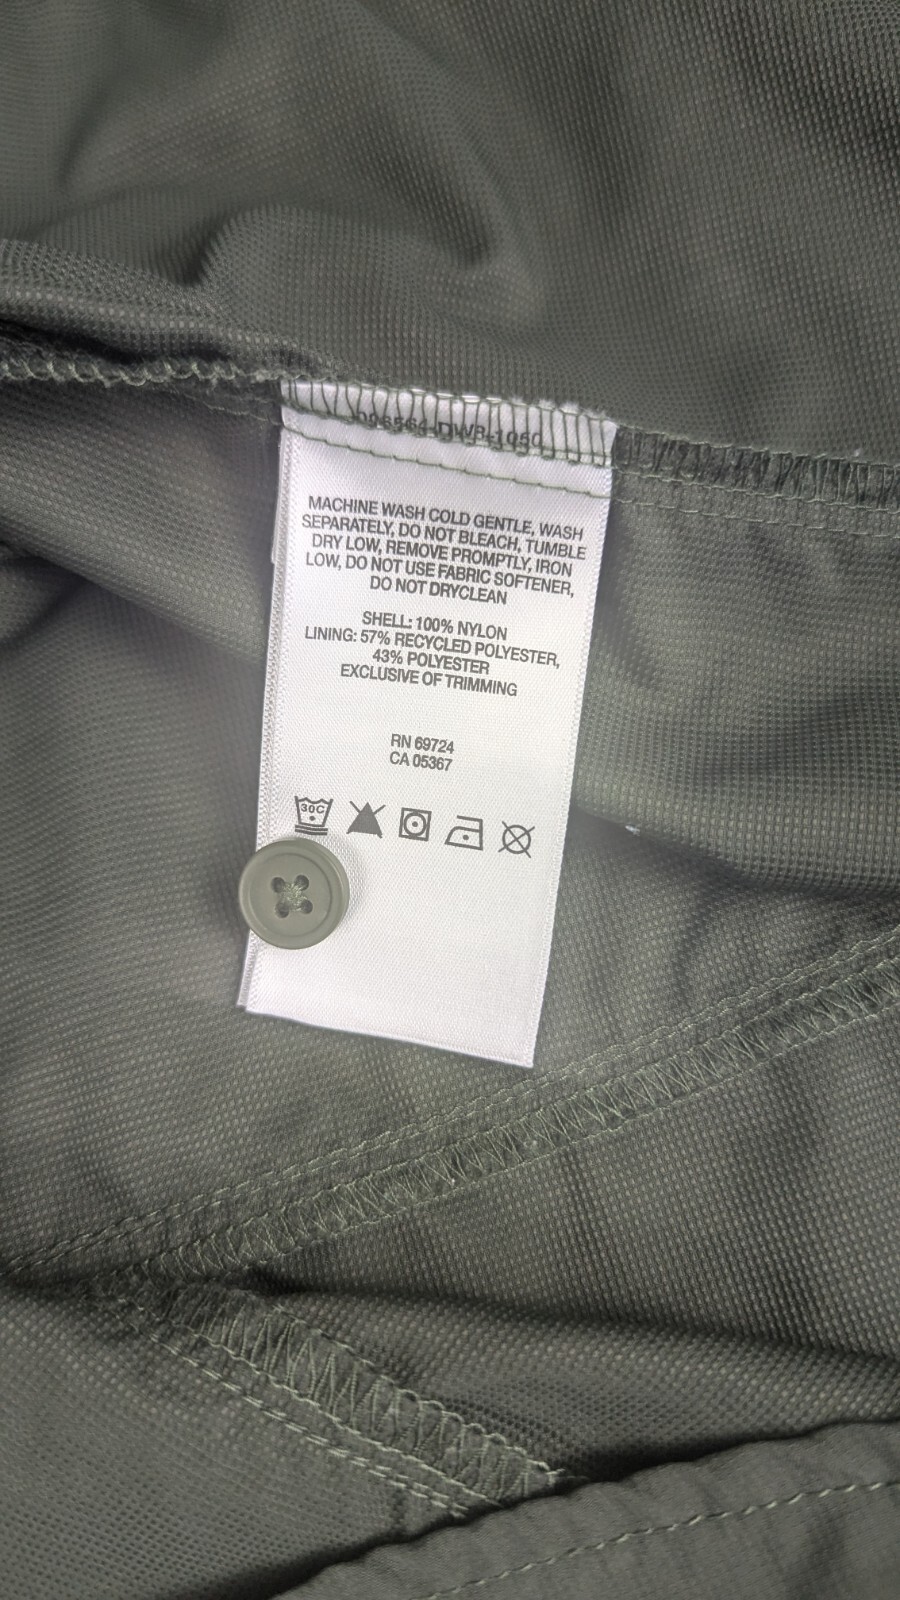 MACHINE WASH COLD GENTLE, WASH
SEPARATELY, DO NOT BLEACH, TUMBLE
DRY LOW, REMOVE PROMPTLY, IRON
LOW, DO NOT USE FABRIC SOFTENER,
DO NOT DRYCLEAN
SHELL: 100% NYLON
LINING: 57% RECYCLED POLYESTER,
43% POLYESTER
EXCLUSIVE OF TRIMMING
RN 69724
CA 05367
30C